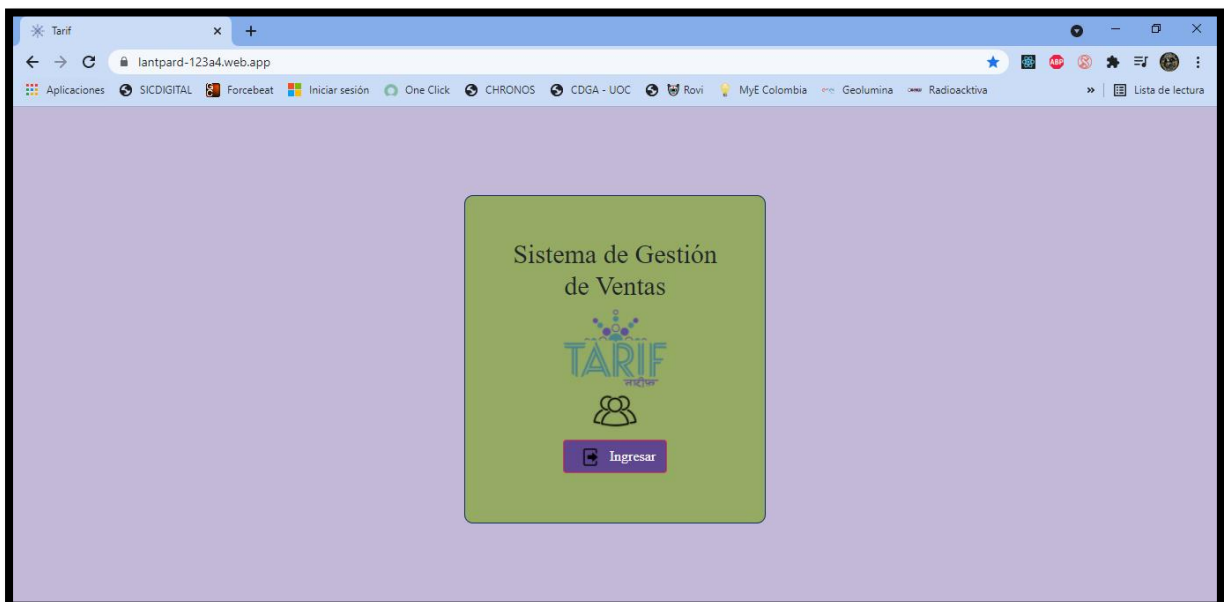 Tarif
lantpard-123a4.web.app
ABP
Aplicaciones SICDIGITAL Forcebeat Iniciar sesión One Click CHRONOS CDGA - UOC Rovi MyE Colombia Geolumina Radioacktiva » Lista de lectura
Sistema de Gestión
de Ventas
TARIF
तारीफ़
Ingresar